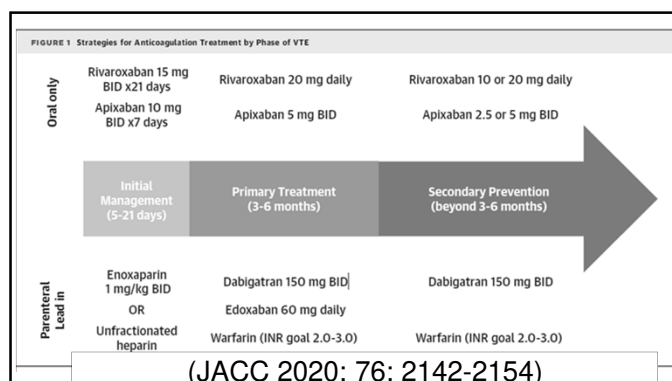 FIGURE 1 Strategies for Anticoagulation Treatment by Phase of VTE
Oral only
Rivaroxaban 15 mg
BID x21 days
Rivaroxaban 20 mg daily
Rivaroxaban 10 or 20 mg daily
Apixaban 10 mg
BID x7 days
Apixaban 5 mg BID
Apixaban 2.5 or 5 mg BID
Initial
Management
(5-21 days)
Primary Treatment
(3-6 months)
Secondary Prevention
(beyond 3-6 months)
Parenteral
Lead in
Enoxaparin
1 mg/kg BID
OR
Unfractionated
heparin
Dabigatran 150 mg BID
Edoxaban 60 mg daily
Warfarin (INR goal 2.0-3.0)
Dabigatran 150 mg BID
Warfarin (INR goal 2.0-3.0)
(JACC 2020; 76: 2142-2154)